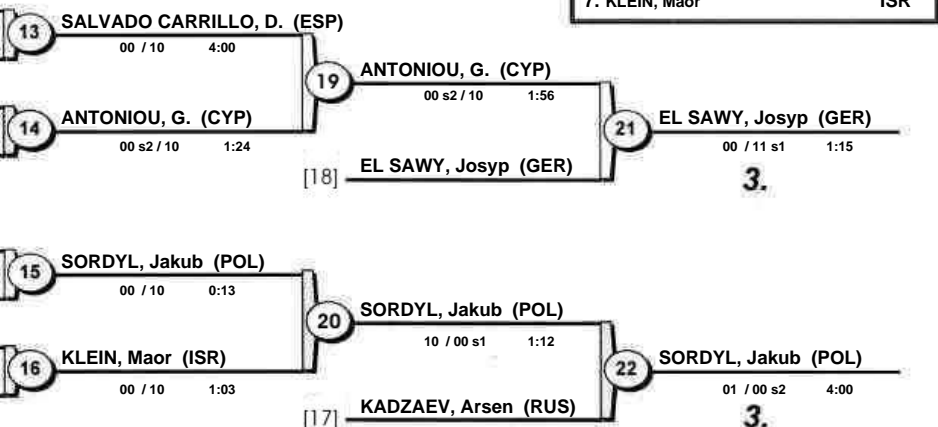 7. KLEIN, Maor ISR
13 SALVADO CARRILLO, D. (ESP)
00 / 10 4:00
19 ANTONIOU, G. (CYP)
00 s2 / 10 1:56
14 ANTONIOU, G. (CYP)
00 s2 / 10 1:24
21 EL SAWY, Josyp (GER)
00 / 11 s1 1:15
[18] EL SAWY, Josyp (GER)
3.
15 SORDYL, Jakub (POL)
00 / 10 0:13
20 SORDYL, Jakub (POL)
10 / 00 s1 1:12
16 KLEIN, Maor (ISR)
00 / 10 1:03
22 SORDYL, Jakub (POL)
01 / 00 s2 4:00
[17] KADZAEV, Arsen (RUS)
3.